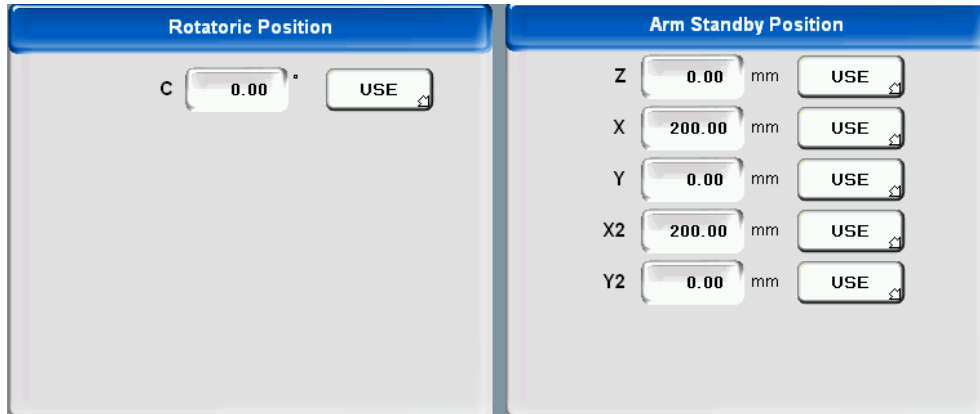 Rotatoric Position
C 0.00 ° USE
Arm Standby Position
Z 0.00 mm USE
X 200.00 mm USE
Y 0.00 mm USE
X2 200.00 mm USE
Y2 0.00 mm USE